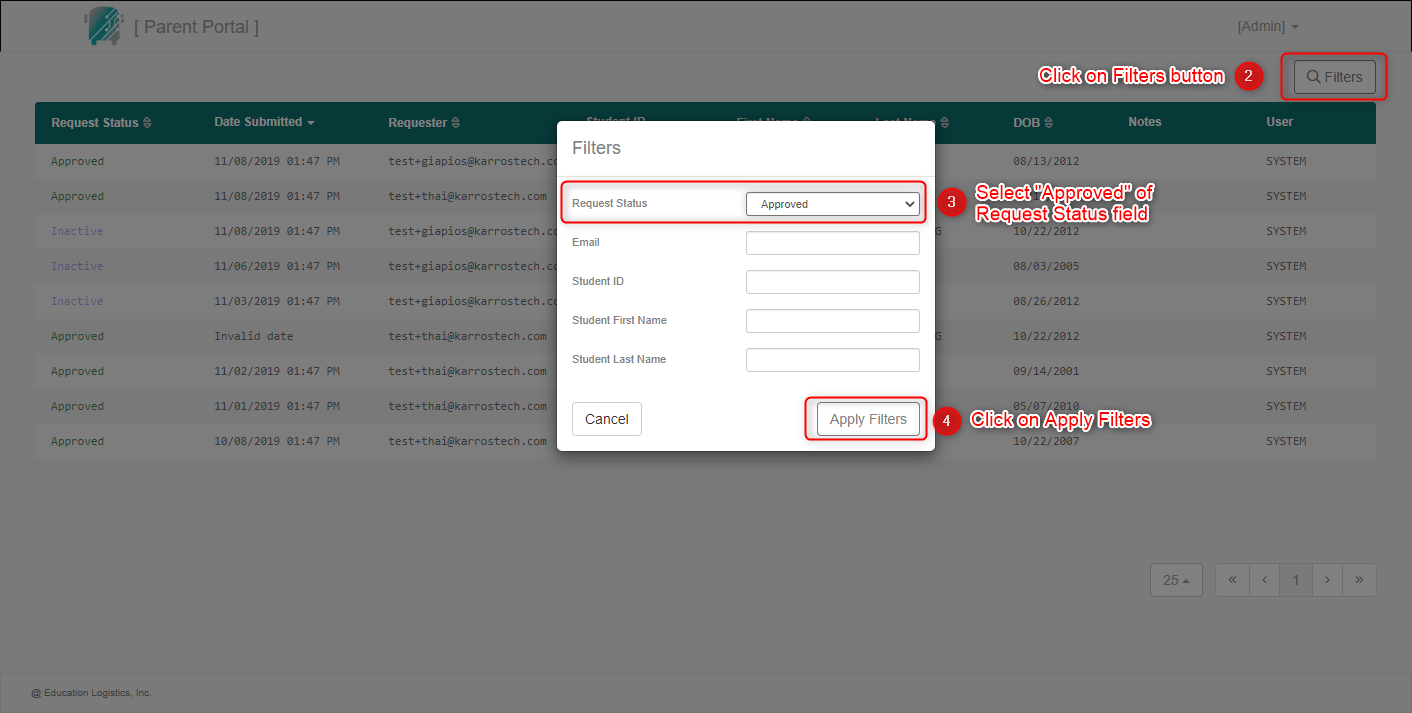 [ Parent Portal ]
[Admin]
Click on Filters button
2
Filters
Request Status
Date Submitted
Requester
Student ID
First Name
Last Name
DOB
Notes
User
Filters
Approved 11/08/2019 01:47 PM test+giapios@karrostech.co 08/13/2012 SYSTEM
Approved 11/08/2019 01:47 PM test+thai@karrostech.com SYSTEM
Inactive 11/08/2019 01:47 PM test+giapios@karrostech.co G 10/22/2012 SYSTEM
Inactive 11/06/2019 01:47 PM test+giapios@karrostech.co 08/03/2005 SYSTEM
Inactive 11/03/2019 01:47 PM test+giapios@karrostech.co 08/26/2012 SYSTEM
Approved Invalid date test+thai@karrostech.com G 10/22/2012 SYSTEM
Approved 11/02/2019 01:47 PM test+thai@karrostech.com 09/14/2001 SYSTEM
Approved 11/01/2019 01:47 PM test+thai@karrostech.com 05/07/2010 SYSTEM
Approved 10/08/2019 01:47 PM test+thai@karrostech.com 10/22/2007 SYSTEM
Request Status
Approved
3
Select "Approved" of
Request Status field
Email
Student ID
Student First Name
Student Last Name
Cancel
Apply Filters
4
Click on Apply Filters
25
« ‹ 1 › »
@ Education Logistics, Inc.